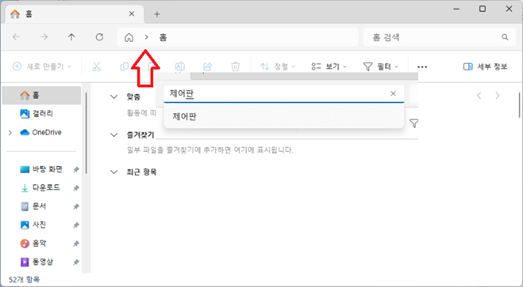 홈
홈
홈 검색
새로 만들기
정렬
보기
필터
세부 정보
홈
갤러리
OneDrive
바탕 화면
다운로드
문서
사진
음악
동영상
맞춤
활동에 따
제어판
제어판
즐겨찾기
일부 파일을 즐겨찾기에 추가하면 여기에 표시됩니다.
최근 항목
52개 항목